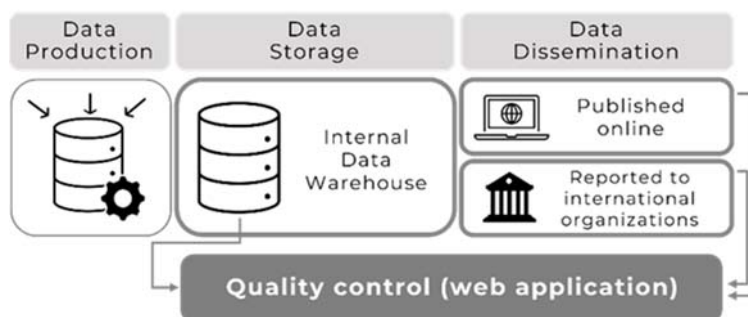 Data
Production
Data
Storage
Data
Dissemination
Internal
Data
Warehouse
Published
online
Reported to
international
organizations
Quality control (web application)